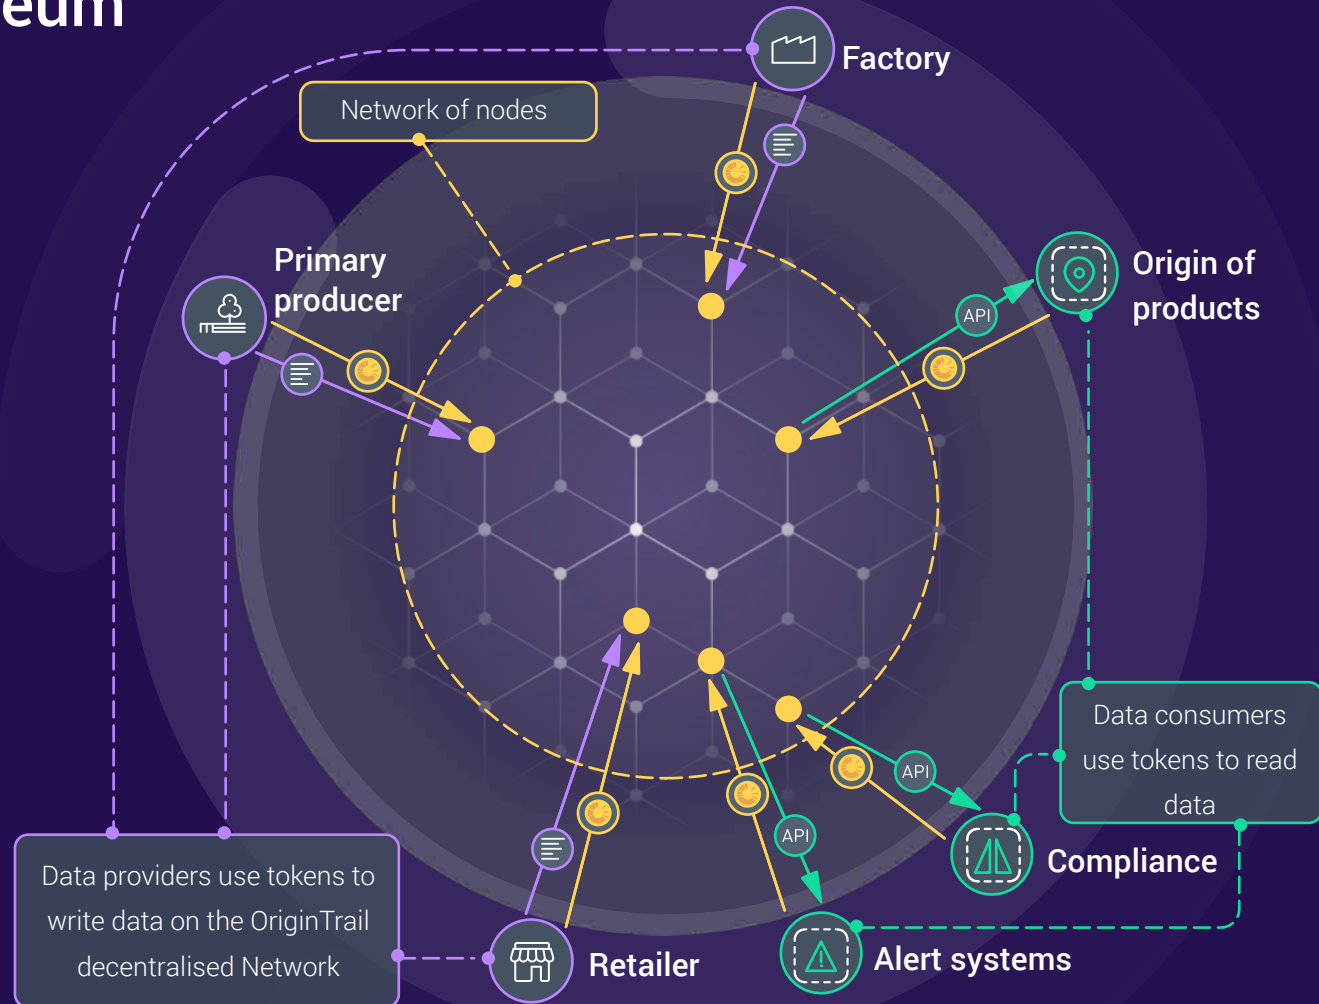 eum
Factory
Network of nodes
Primary
producer
Origin of
products
API
Data consumers
use tokens to read
data
API
API
Compliance
Data providers use tokens to
write data on the OriginTrail
decentralised Network
Retailer
Alert systems